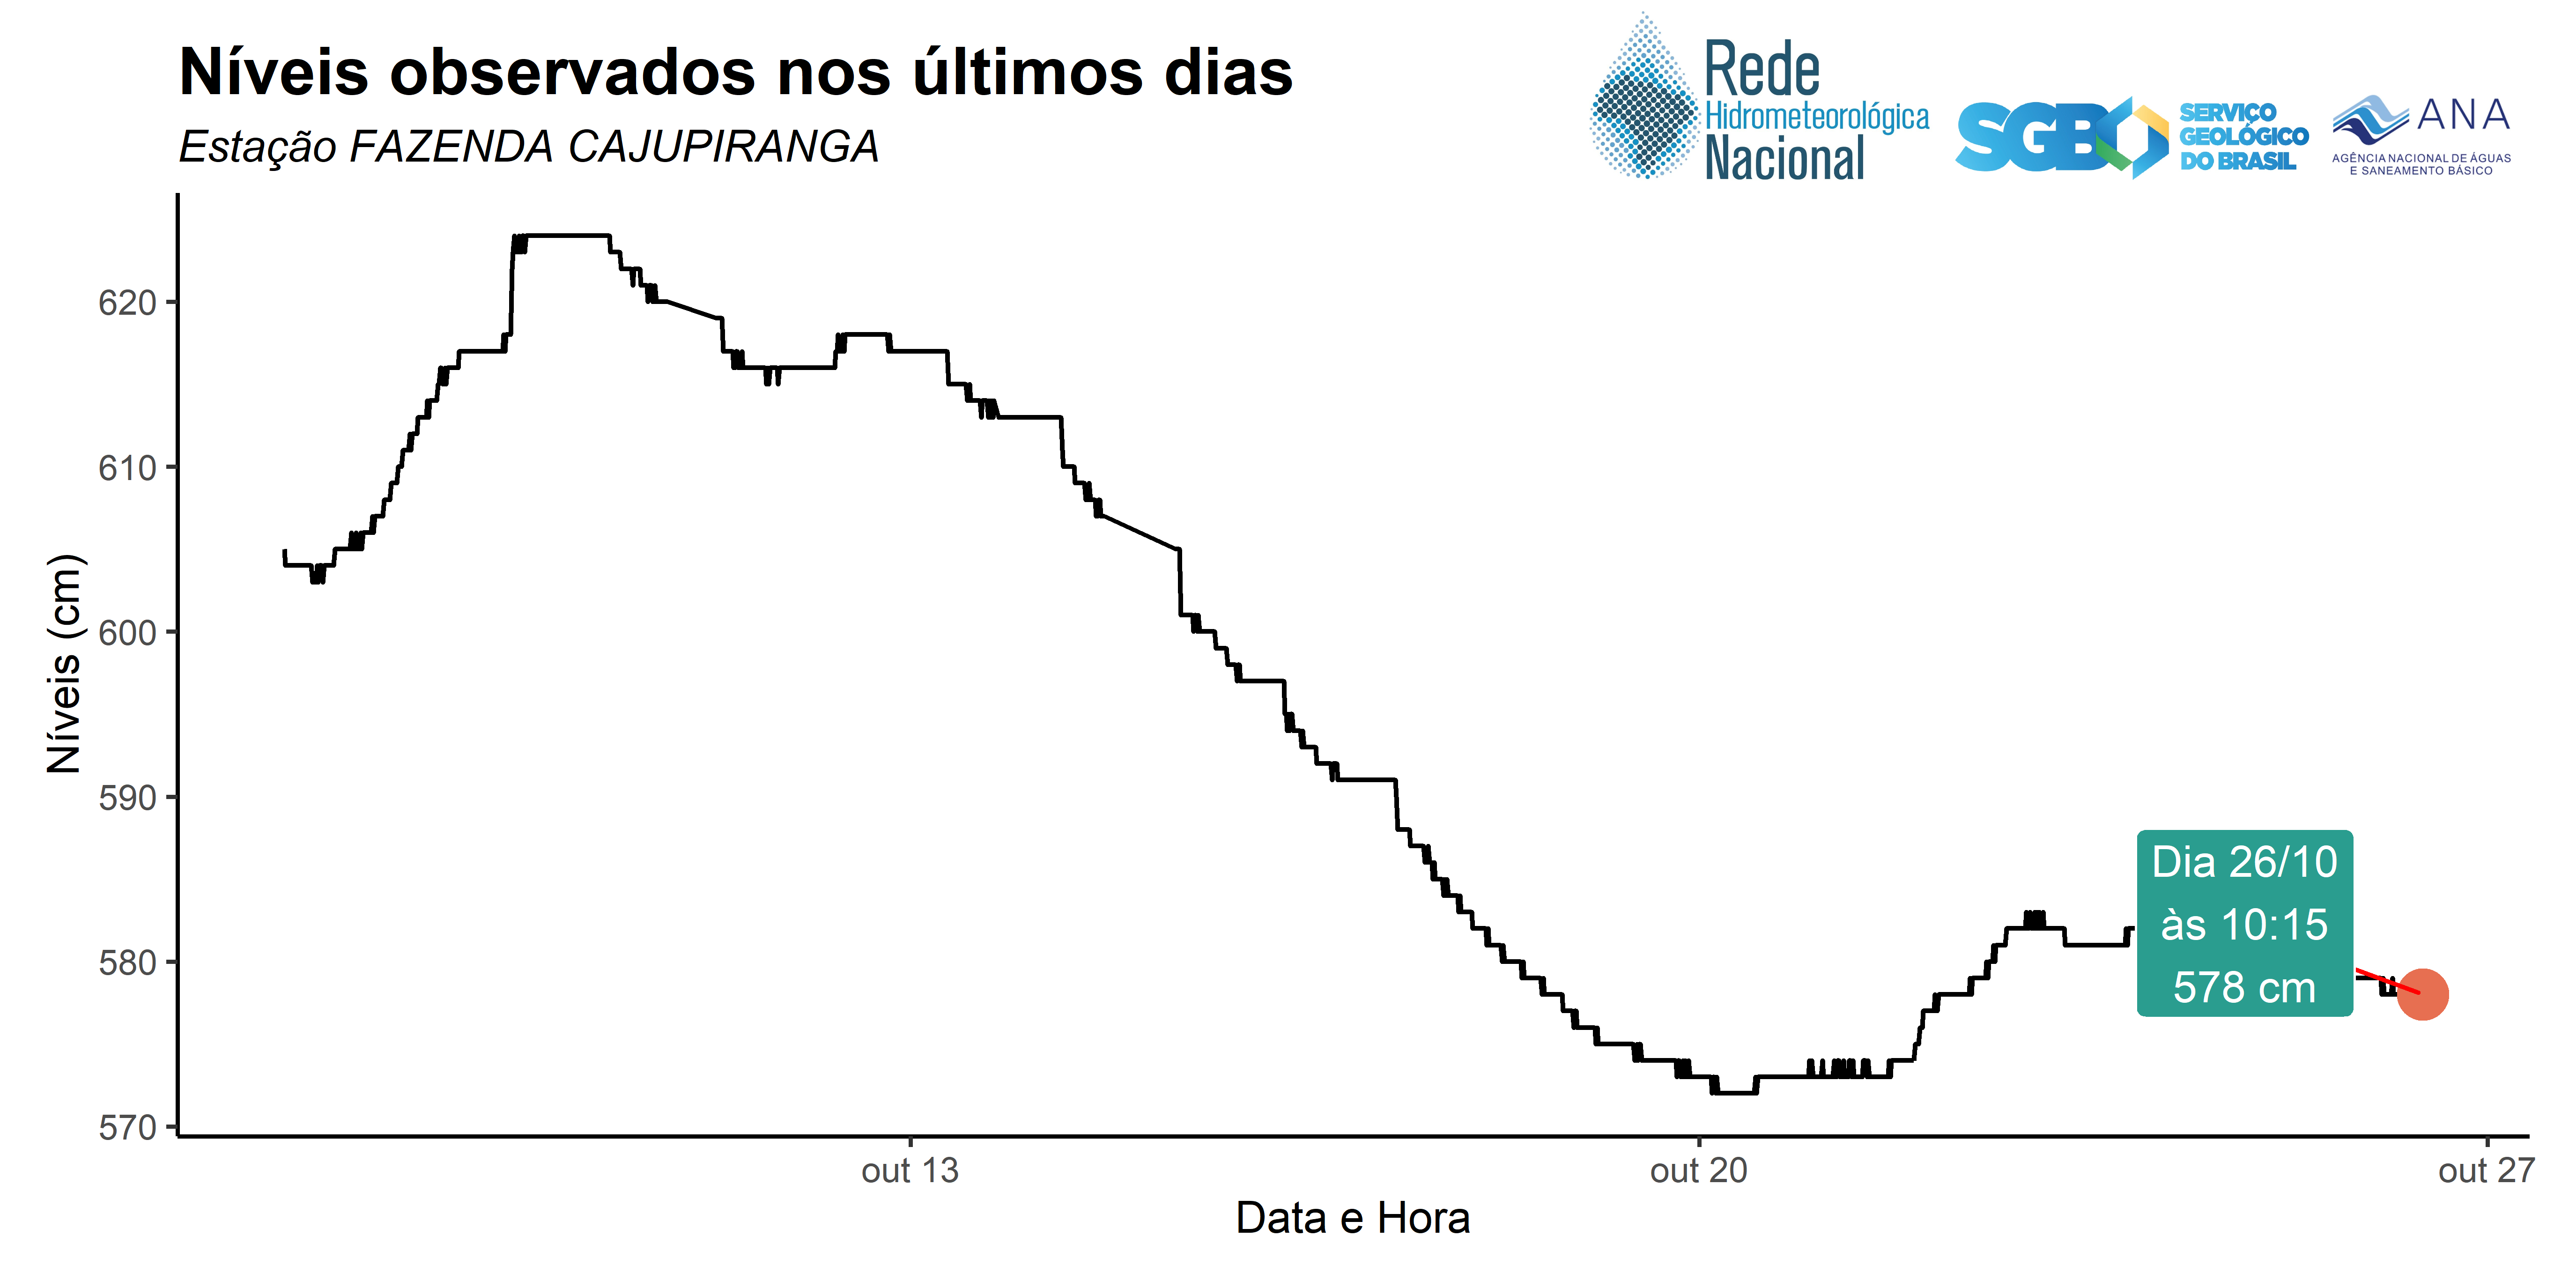 Níveis observados nos últimos dias
Estação FAZENDA CAJUPIRANGA
Rede
Hidrometeorológica
Nacional
SGB
SERVIÇO
GEOLÓGICO
DO BRASIL
ANA
AGÊNCIA NACIONAL DE ÁGUAS
E SANEAMENTO BÁSICO
Níveis (cm)
620
610
600
590
580
570
Dia 26/10
às 10:15
578 cm
out 13
out 20
out 27
Data e Hora